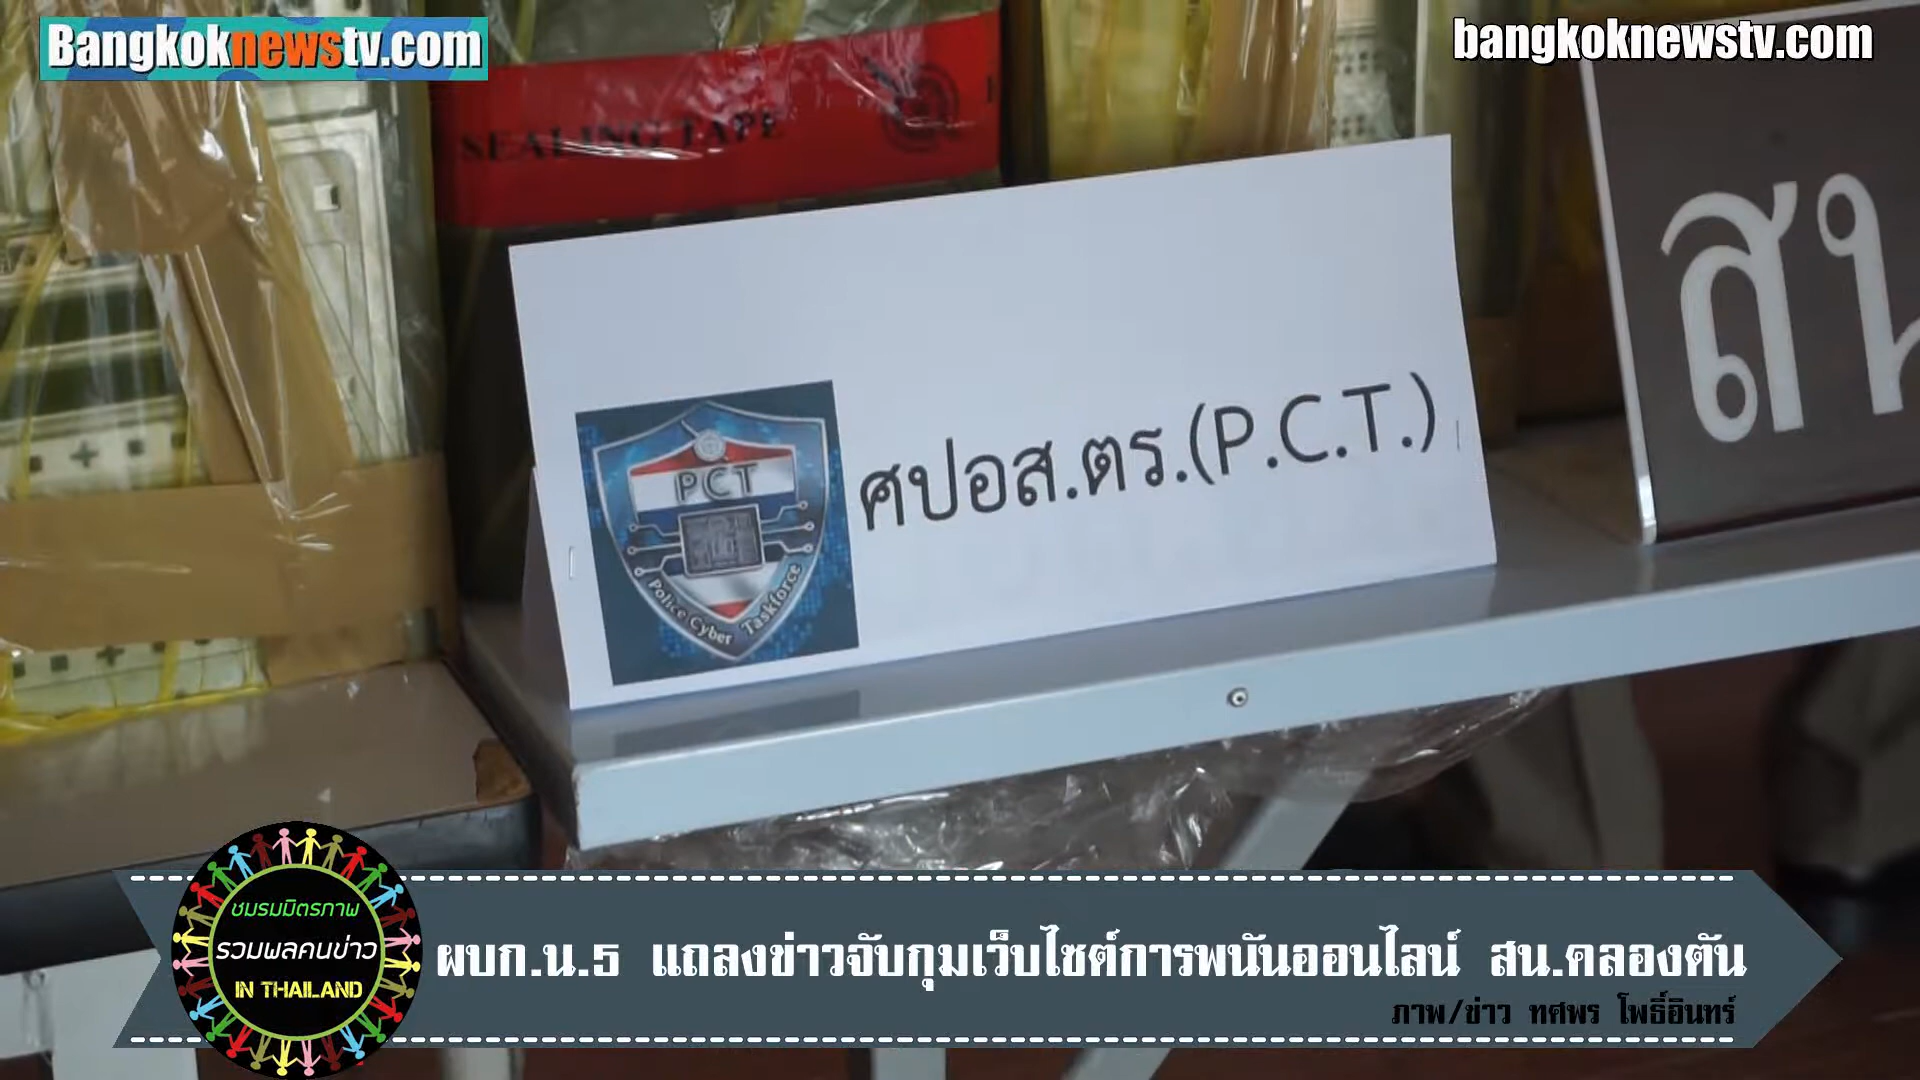 Bangkoknewstv.com
bangkoknewstv.com
SEALING TAPE
สน
PCT
ศปอส.ตร.(P.C.T.)
Police Cyber Taskforce
ชมรมมิตรภาพ
รวมพลคนข่าว
IN THAILAND
ผบก.น.5 แถลงข่าวจับกุมเว็บไซต์การพนันออนไลน์ สน.คลองตัน
ภาพ/ข่าว ทศพร โพธิ์อินทร์